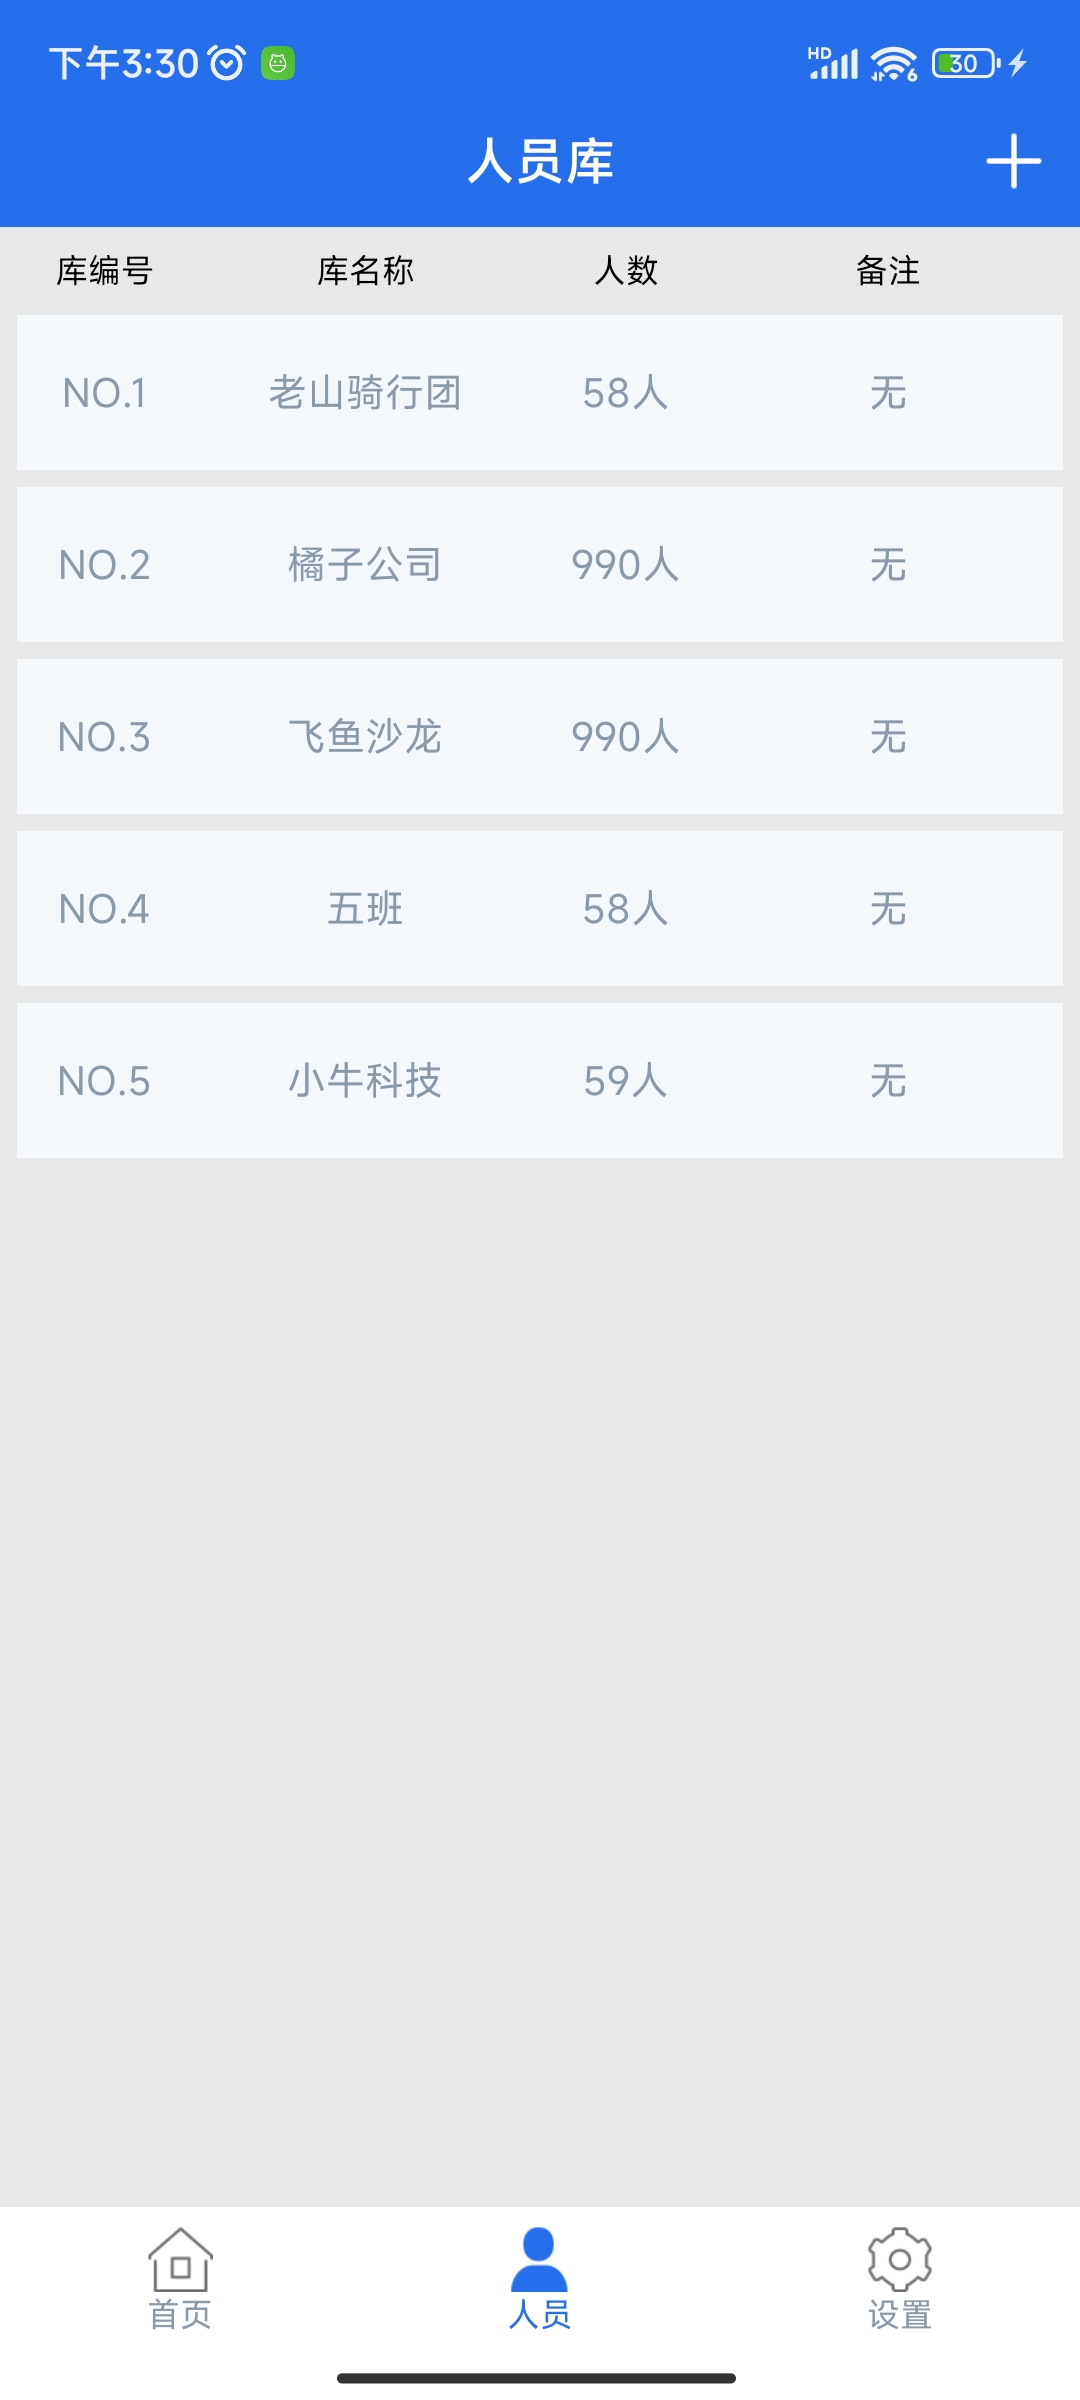 下午3:30 HD 6 30
人员库
库编号 库名称 人数 备注
NO.1 老山骑行团 58人 无
NO.2 橘子公司 990人 无
NO.3 飞鱼沙龙 990人 无
NO.4 五班 58人 无
NO.5 小牛科技 59人 无
首页 人员 设置